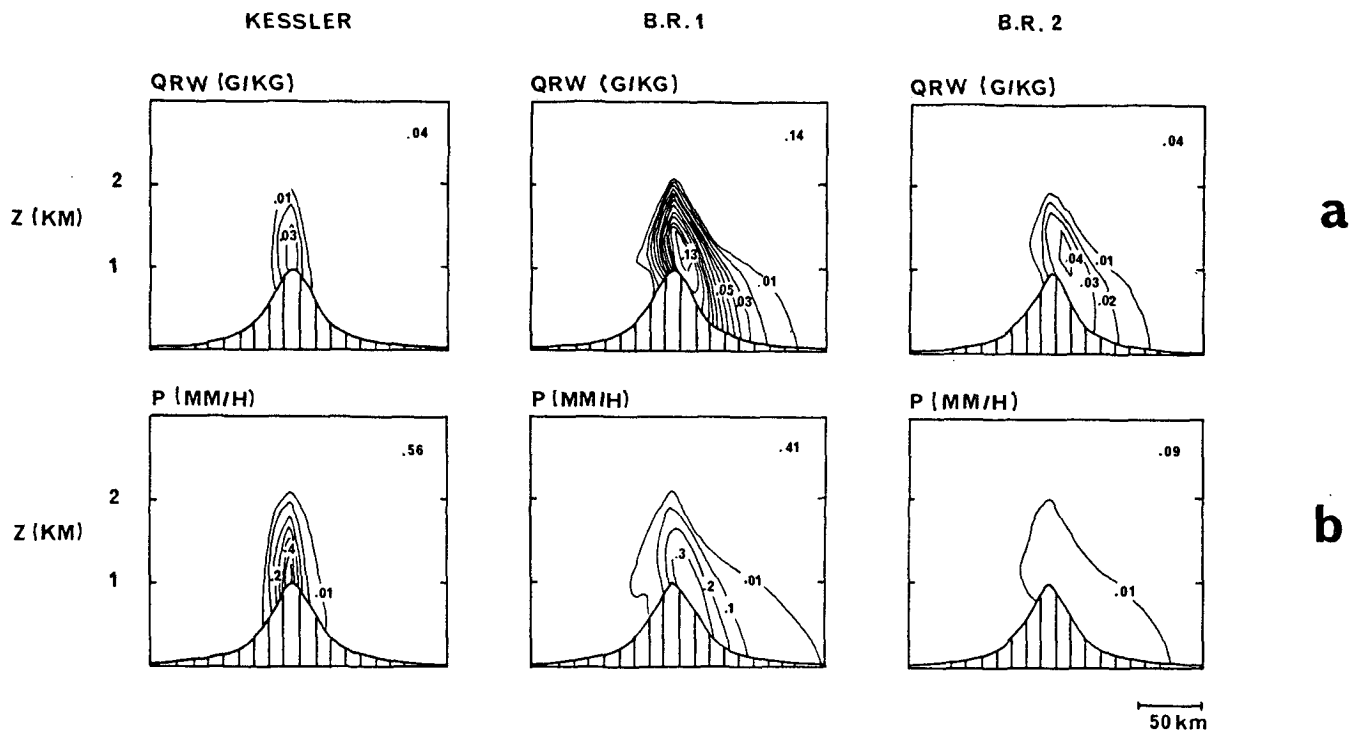 KESSLER B.R.1 B.R.2
QRW (G/KG) QRW (G/KG) QRW (G/KG)
.04 .14 .04
2
.01
Z (KM)
a
.03
.13
.04 .01
1
.01
.05
.03
.03
.02
P (MM/H) P (MM/H) P (MM/H)
.56 .41 .09
2
Z (KM)
b
.4
.3
1
.2
.01
.2
.1
.01
.01
50 km